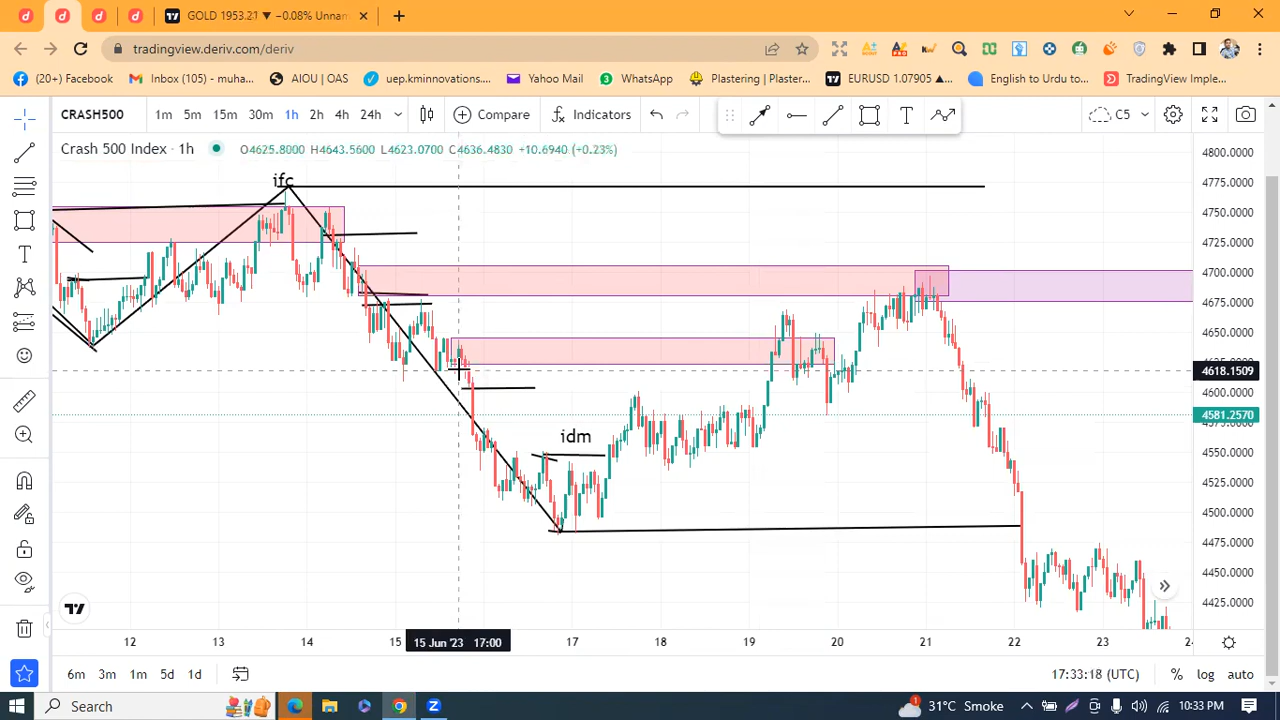 GOLD 1953.21 ▼ −0.08% Unnam
tradingview.deriv.com/deriv
(20+) Facebook
Inbox (105) - muha...
AIOU | OAS
uep.kminnovations....
Yahoo Mail
3
WhatsApp
Plastering | Plaster...
EURUSD 1.07905 ▲...
English to Urdu to...
TradingView Imple...
CRASH500
1m 5m 15m 30m 1h 2h 4h 24h
Compare
Indicators
C5
Crash 500 Index · 1h
O4625.8000 H4643.5600 L4623.0700 C4636.4830 +10.6940 (+0.23%)
ifc
idm
4800.0000
4775.0000
4750.0000
4725.0000
4700.0000
4675.0000
4650.0000
4618.1509
4600.0000
4581.2570
4550.0000
4525.0000
4500.0000
4475.0000
4450.0000
4425.0000
12 13 14 15 15 Jun '23 17:00 17 18 19 20 21 22 23
6m 3m 1m 5d 1d
17:33:18 (UTC)
% log auto
Search
1
31°C Smoke
10:33 PM